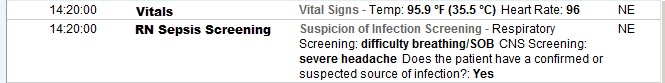 14:20:00 Vitals Vital Signs - Temp: 95.9 °F (35.5 °C) Heart Rate: 96 NE
14:20:00 RN Sepsis Screening Suspicion of Infection Screening - Respiratory NE
Screening: difficulty breathing/SOB CNS Screening:
severe headache Does the patient have a confirmed or
suspected source of infection?: Yes